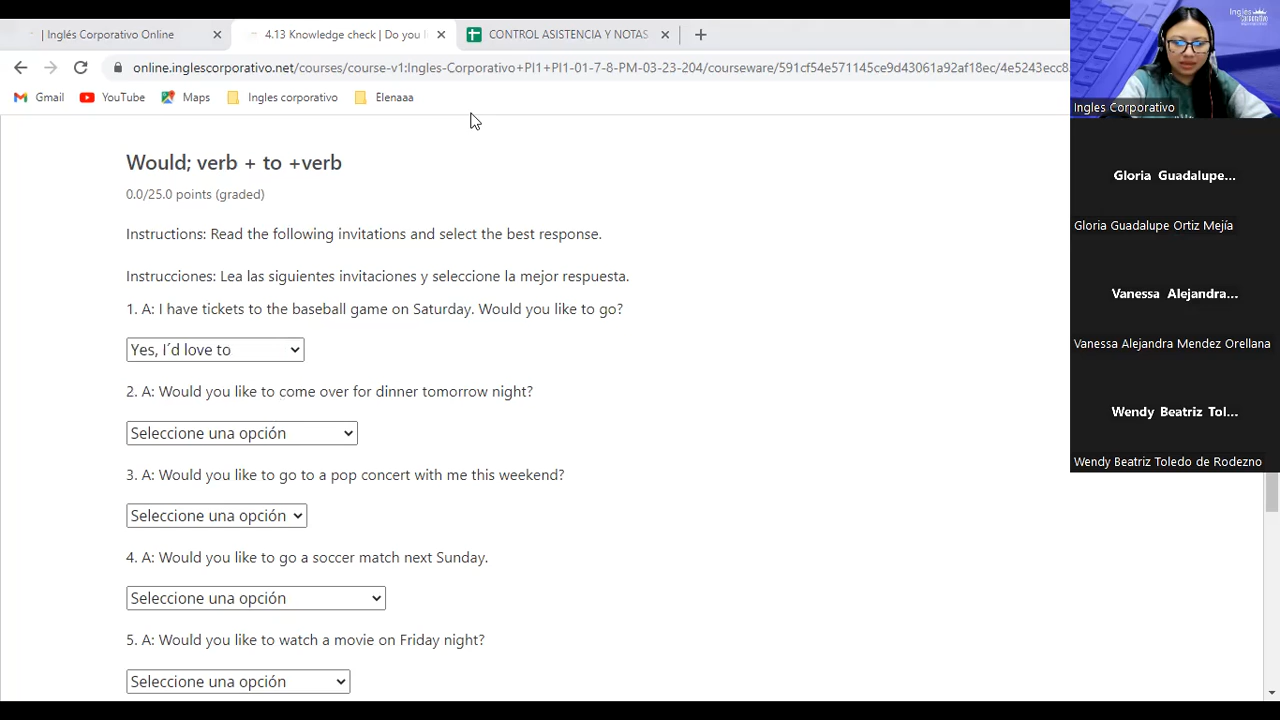 | Inglés Corporativo Online
4.13 Knowledge check | Do you l
CONTROL ASISTENCIA Y NOTAS
online.inglescorporativo.net/courses/course-v1:Ingles-Corporativo+PI1+PI1-01-7-8-PM-03-23-204/courseware/591cf54e571145ce9d43061a92af18ec/4e5243ecc8
Gmail
YouTube
Maps
Ingles corporativo
Elenaaa
Would; verb + to +verb
0.0/25.0 points (graded)
Instructions: Read the following invitations and select the best response.
Instrucciones: Lea las siguientes invitaciones y seleccione la mejor respuesta.
1. A: I have tickets to the baseball game on Saturday. Would you like to go?
Yes, I´d love to
2. A: Would you like to come over for dinner tomorrow night?
Seleccione una opción
3. A: Would you like to go to a pop concert with me this weekend?
Seleccione una opción
4. A: Would you like to go a soccer match next Sunday.
Seleccione una opción
5. A: Would you like to watch a movie on Friday night?
Seleccione una opción
Ingles
Corporativo
Ingles Corporativo
Gloria Guadalupe...
Gloria Guadalupe Ortiz Mejía
Vanessa Alejandra...
Vanessa Alejandra Mendez Orellana
Wendy Beatriz Tol...
Wendy Beatriz Toledo de Rodezno